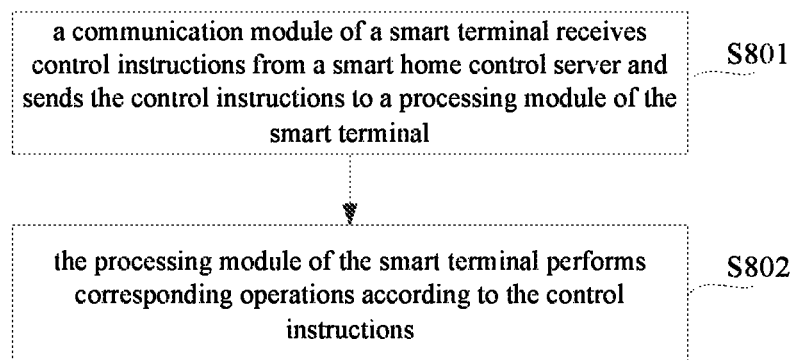 a communication module of a smart terminal receives
control instructions from a smart home control server and
sends the control instructions to a processing module of the
smart terminal
S801
the processing module of the smart terminal performs
corresponding operations according to the control
instructions
S802